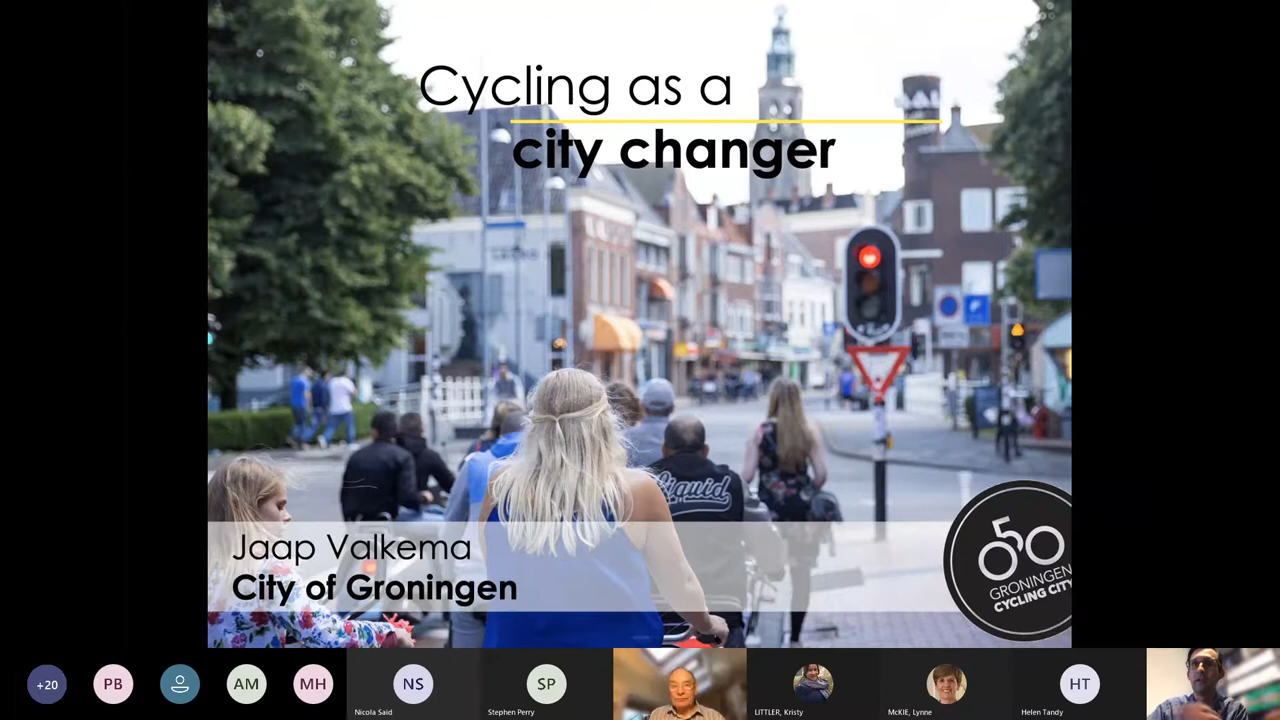 Cycling as a
city changer
Liquid
Jaap Valkema
City of Groningen
50
GRONINGEN
CYCLING CITY
+20
PB
AM
MH
NS
Nicola Said
SP
Stephen Perry
LITTLER, Kristy
McKIE, Lynne
HT
Helen Tandy